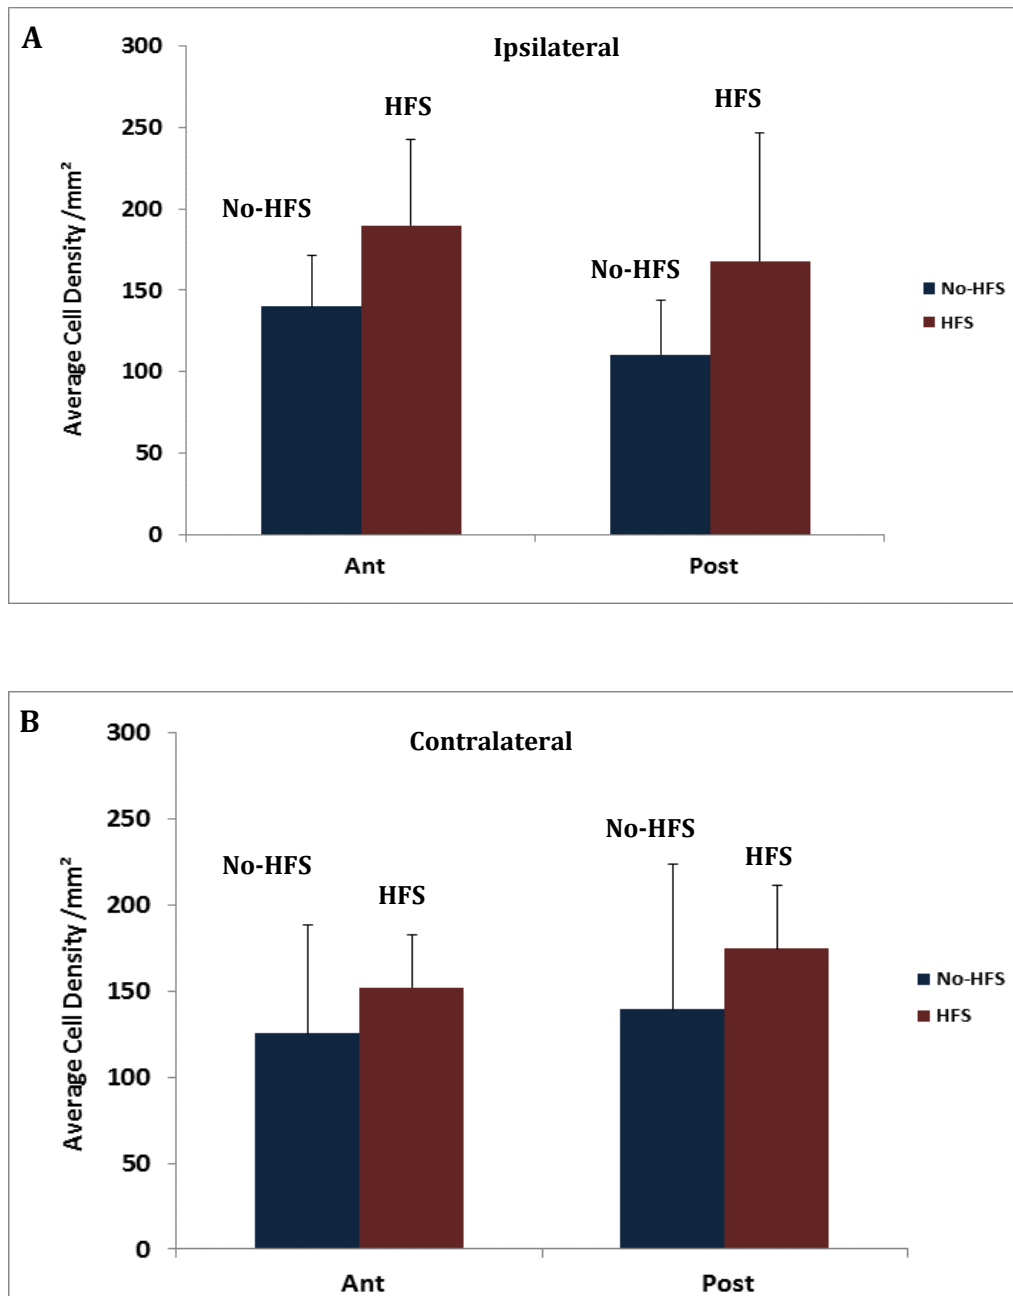 A
Ipsilateral
300
250
200
150
100
50
0
Average Cell Density /mm²
No-HFS
HFS
No-HFS
HFS
Ant
Post
No-HFS
HFS
B
Contralateral
300
250
200
150
100
50
0
Average Cell Density /mm²
No-HFS
HFS
No-HFS
HFS
Ant
Post
No-HFS
HFS